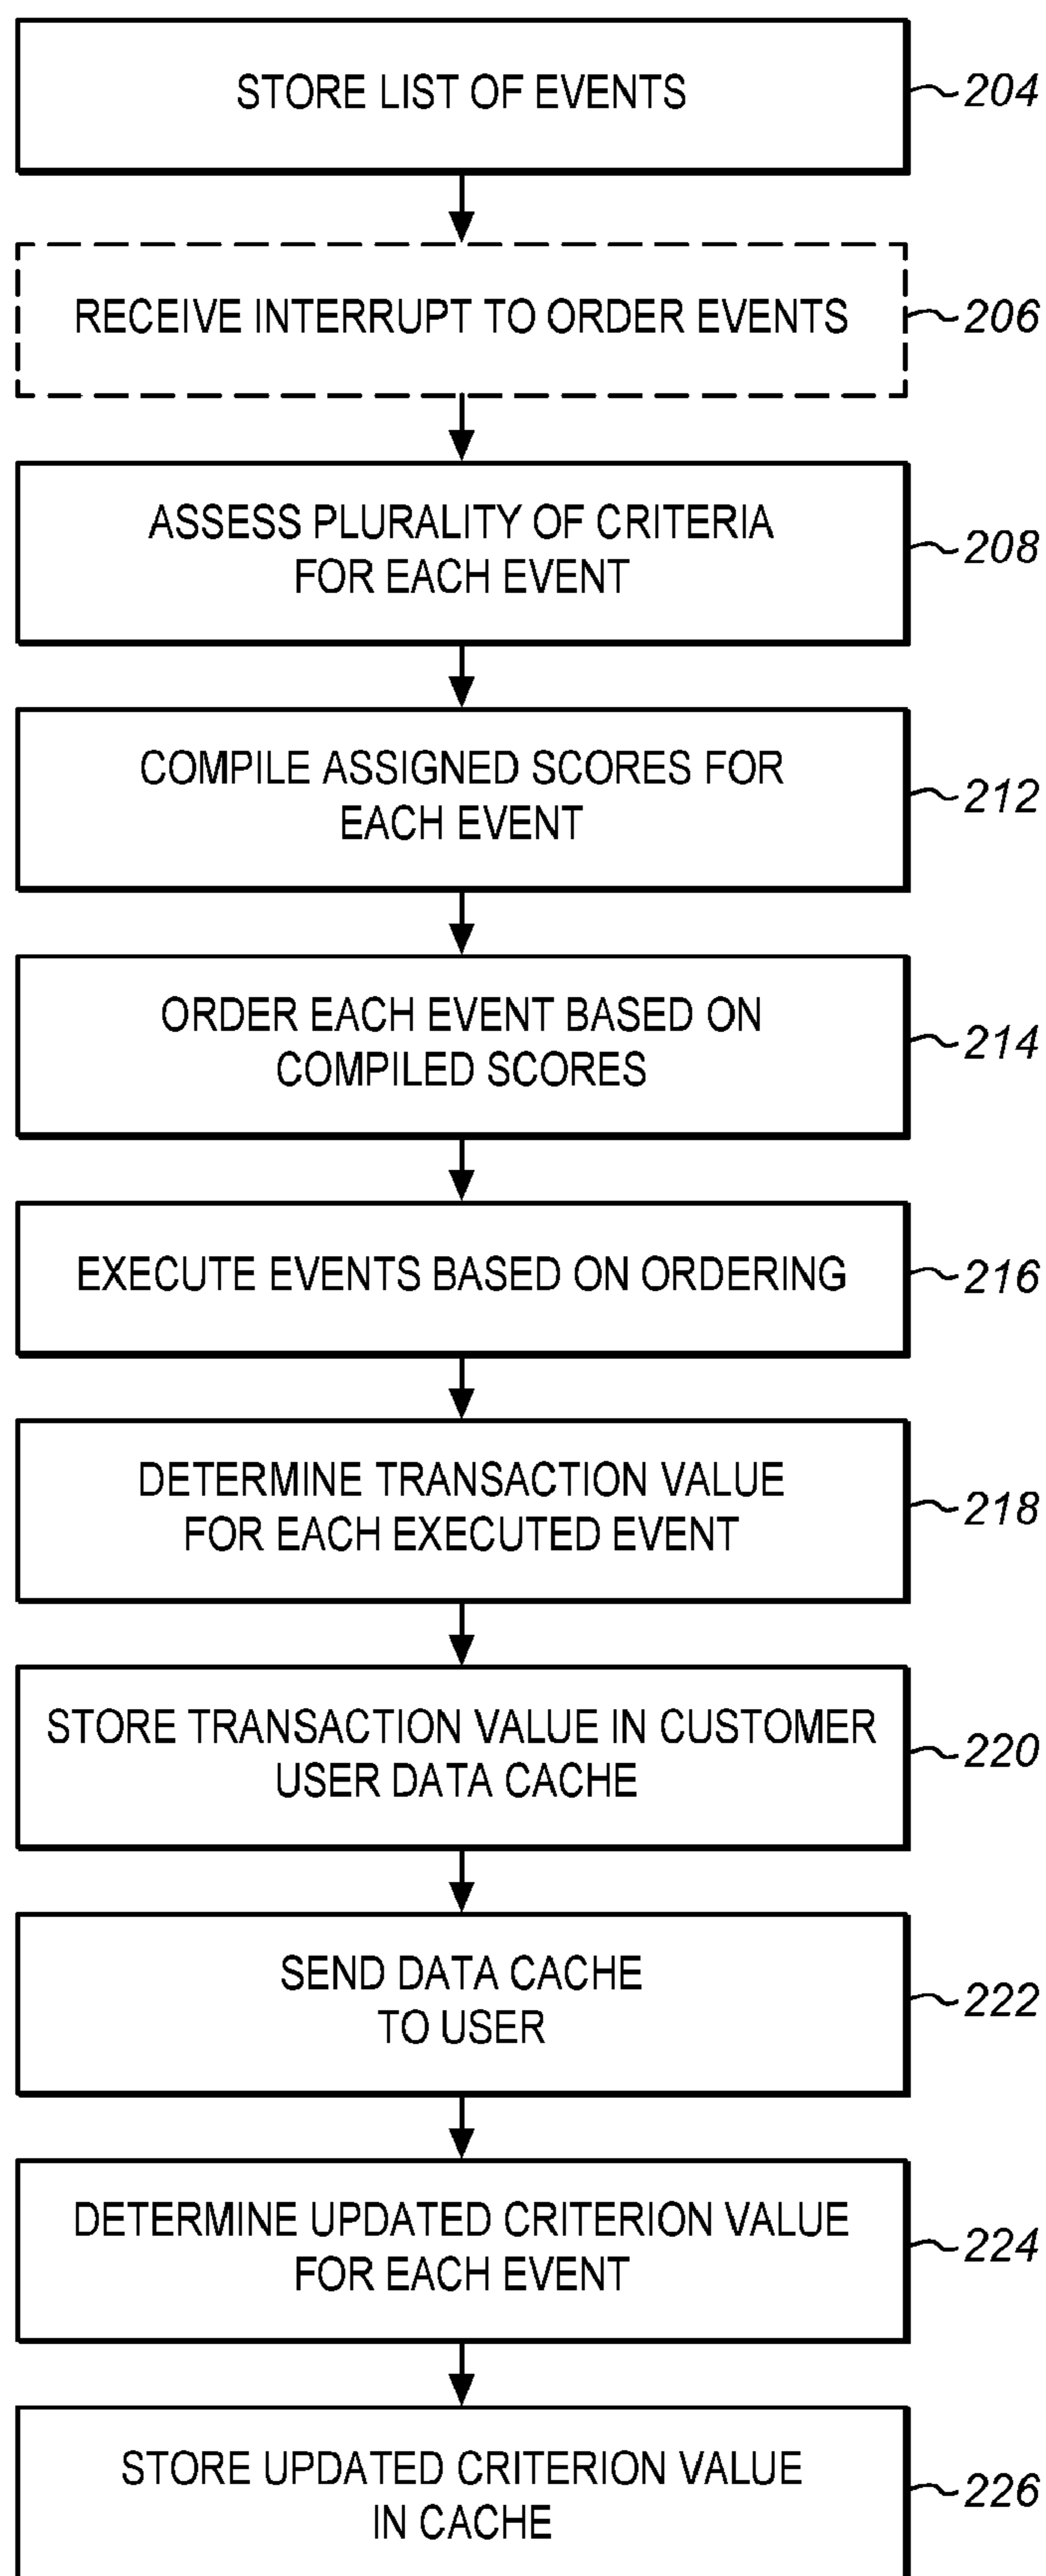 STORE LIST OF EVENTS
204
RECEIVE INTERRUPT TO ORDER EVENTS
206
ASSESS PLURALITY OF CRITERIA
FOR EACH EVENT
208
COMPILE ASSIGNED SCORES FOR
EACH EVENT
212
ORDER EACH EVENT BASED ON
COMPILED SCORES
214
EXECUTE EVENTS BASED ON ORDERING
216
DETERMINE TRANSACTION VALUE
FOR EACH EXECUTED EVENT
218
STORE TRANSACTION VALUE IN CUSTOMER
USER DATA CACHE
220
SEND DATA CACHE
TO USER
222
DETERMINE UPDATED CRITERION VALUE
FOR EACH EVENT
224
STORE UPDATED CRITERION VALUE
IN CACHE
226